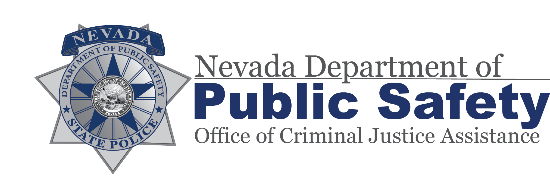 NEVADA
DEPARTMENT OF PUBLIC SAFETY
STATE POLICE
Nevada Department of
Public Safety
Office of Criminal Justice Assistance